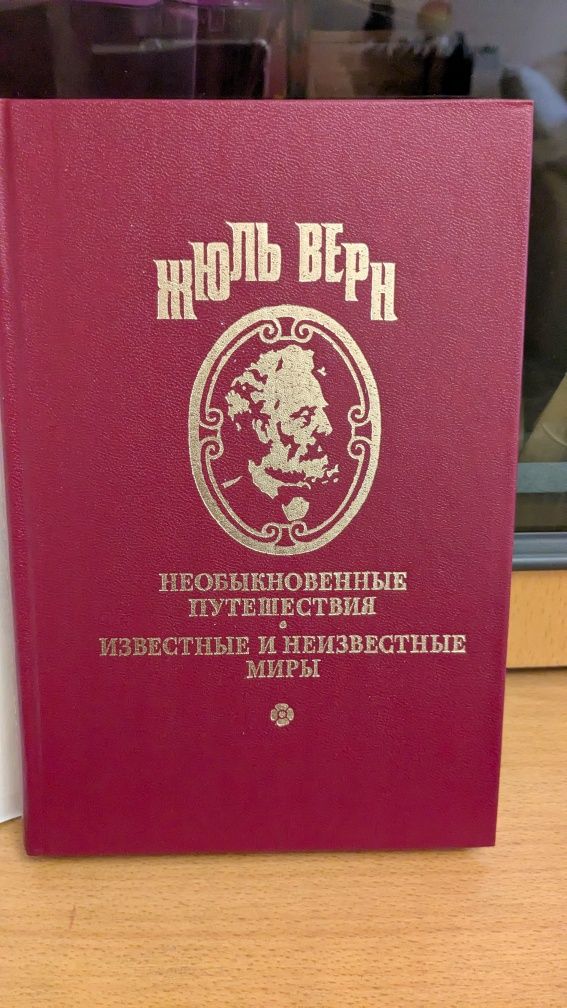 ЖЮЛЬ ВЕРН
НЕОБЫКНОВЕННЫЕ
ПУТЕШЕСТВИЯ
В
ИЗВЕСТНЫЕ И НЕИЗВЕСТНЫЕ
МИРЫ